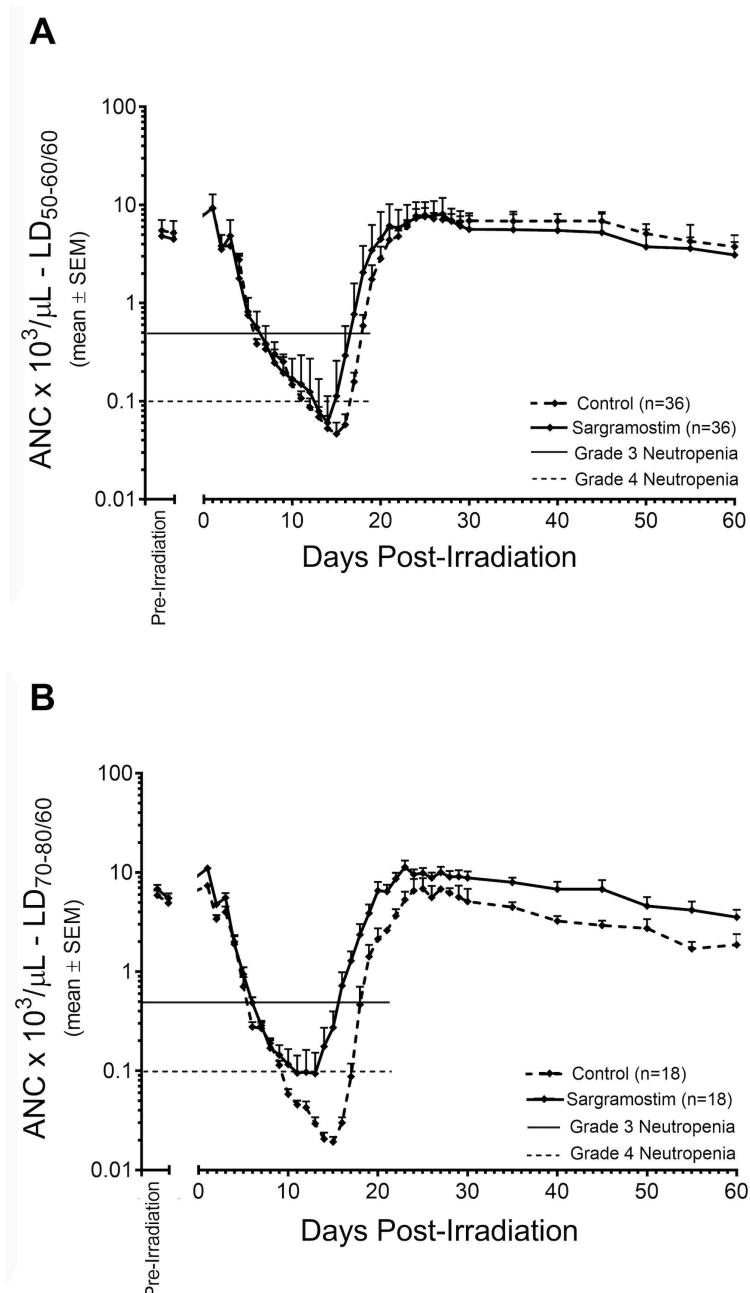 A
ANC x 10³/µL - LD₅₀₋₆₀/₆₀
(mean ± SEM)
100
10
1
0.1
0.01
Control (n=36)
Sargramostim (n=36)
Grade 3 Neutropenia
Grade 4 Neutropenia
Pre-Irradiation
0 10 20 30 40 50 60
Days Post-Irradiation
B
ANC x 10³/µL - LD₇₀₋₈₀/₆₀
(mean ± SEM)
100
10
1
0.1
0.01
Control (n=18)
Sargramostim (n=18)
Grade 3 Neutropenia
Grade 4 Neutropenia
Pre-Irradiation
0 10 20 30 40 50 60
Days Post-Irradiation